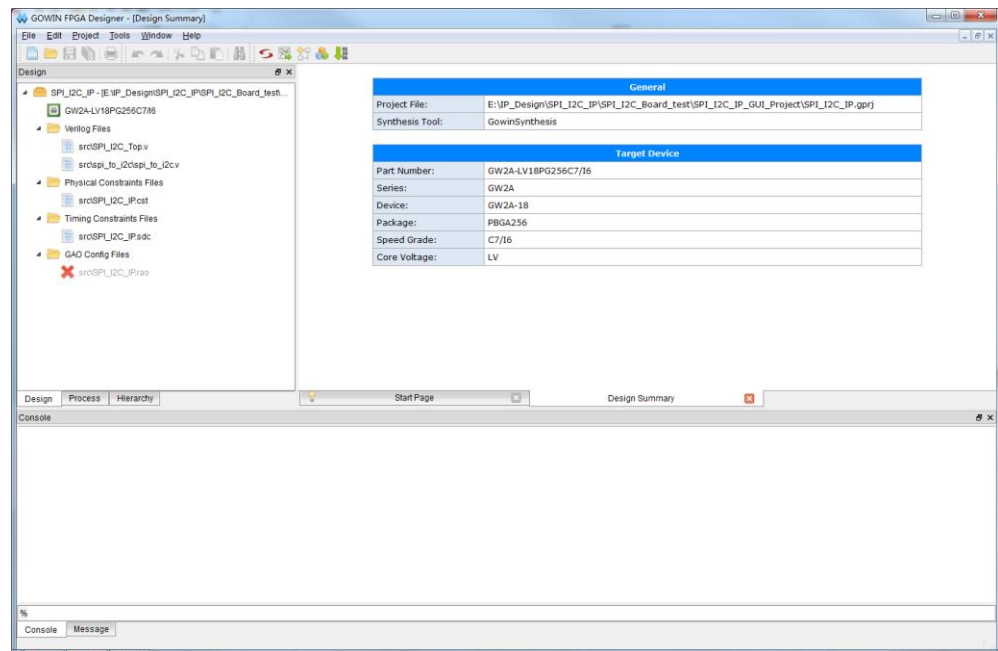 GOWIN FPGA Designer - [Design Summary]
File Edit Project Tools Window Help
Design
SPI_I2C_IP - [E:\IP_Design\SPI_I2C_IP\SPI_I2C_Board_test\...
GW2A-LV18PG256C7/I6
Verilog Files
src\SPI_I2C_Top.v
src\spi_to_i2c\spi_to_i2c.v
Physical Constraints Files
src\SPI_I2C_IP.cst
Timing Constraints Files
src\SPI_I2C_IP.sdc
GAO Config Files
src\SPI_I2C_IP.rao
Design Process Hierarchy
General
Project File: E:\IP_Design\SPI_I2C_IP\SPI_I2C_Board_test\SPI_I2C_IP_GUI_Project\SPI_I2C_IP.gprj
Synthesis Tool: GowinSynthesis
Target Device
Part Number: GW2A-LV18PG256C7/I6
Series: GW2A
Device: GW2A-18
Package: PBGA256
Speed Grade: C7/I6
Core Voltage: LV
Start Page Design Summary
Console
%
Console Message